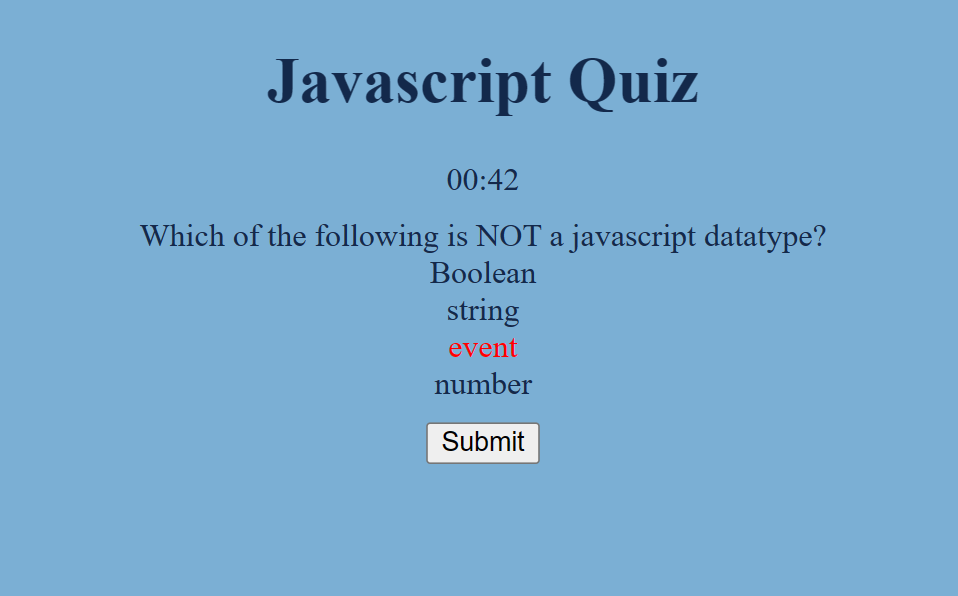 Javascript Quiz
00:42
Which of the following is NOT a javascript datatype?
Boolean
string
event
number
Submit